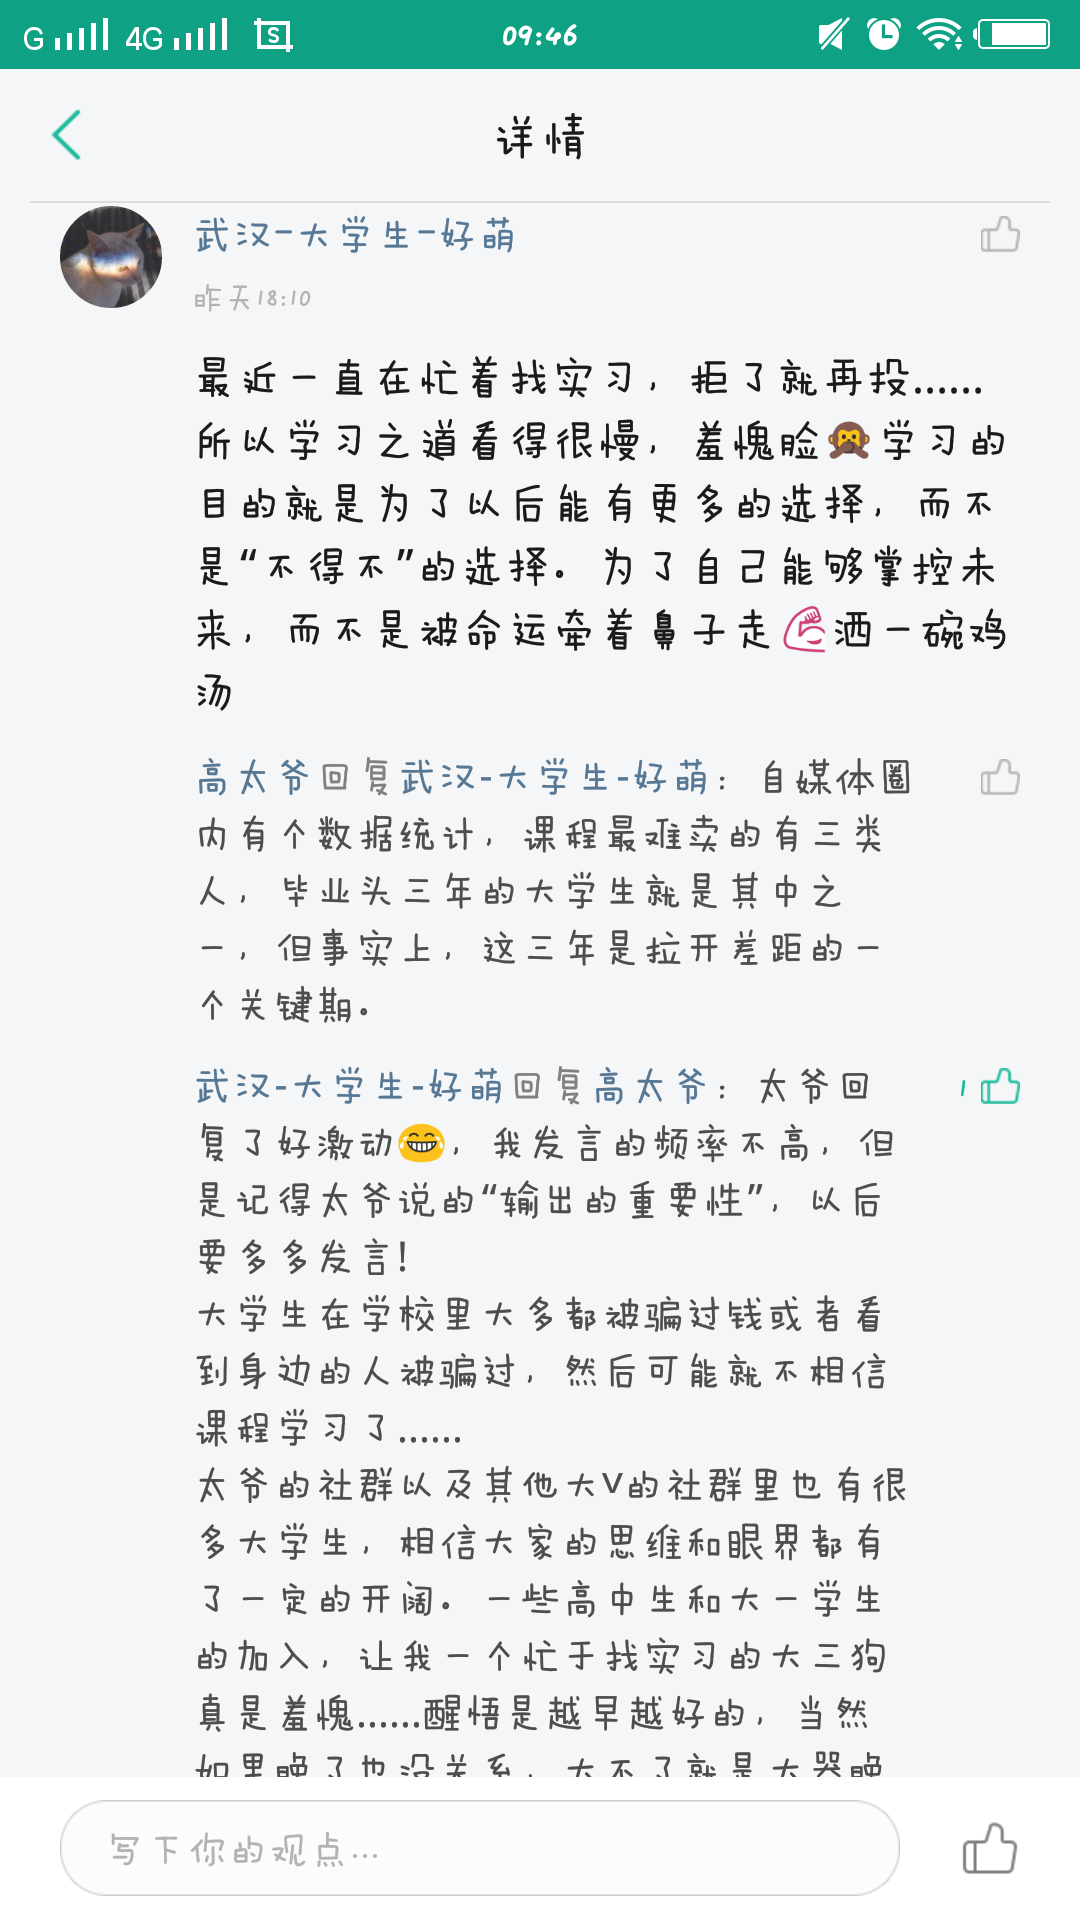 G 4G S 09:46
详情
武汉-大学生-好萌
昨天18:10
最近一直在忙着找实习，拒了就再投……
所以学习之道看得很慢，羞愧脸🙊学习的
目的就是为了以后能有更多的选择，而不
是“不得不”的选择。为了自己能够掌控未
来，而不是被命运牵着鼻子走💪洒一碗鸡
汤
高太爷回复武汉-大学生-好萌：自媒体圈
内有个数据统计，课程最难卖的有三类
人，毕业头三年的大学生就是其中之
一，但事实上，这三年是拉开差距的一
个关键期。
武汉-大学生-好萌回复高太爷：太爷回
1
复了好激动😂，我发言的频率不高，但
是记得太爷说的“输出的重要性”，以后
要多多发言！
大学生在学校里大多都被骗过钱或者看
到身边的人被骗过，然后可能就不相信
课程学习了……
太爷的社群以及其他大V的社群里也有很
多大学生，相信大家的思维和眼界都有
了一定的开阔。一些高中生和大一学生
的加入，让我一个忙于找实习的大三狗
真是羞愧……醒悟是越早越好的，当然
如果晚了也没关系，大不了就是大器晚
写下你的观点...